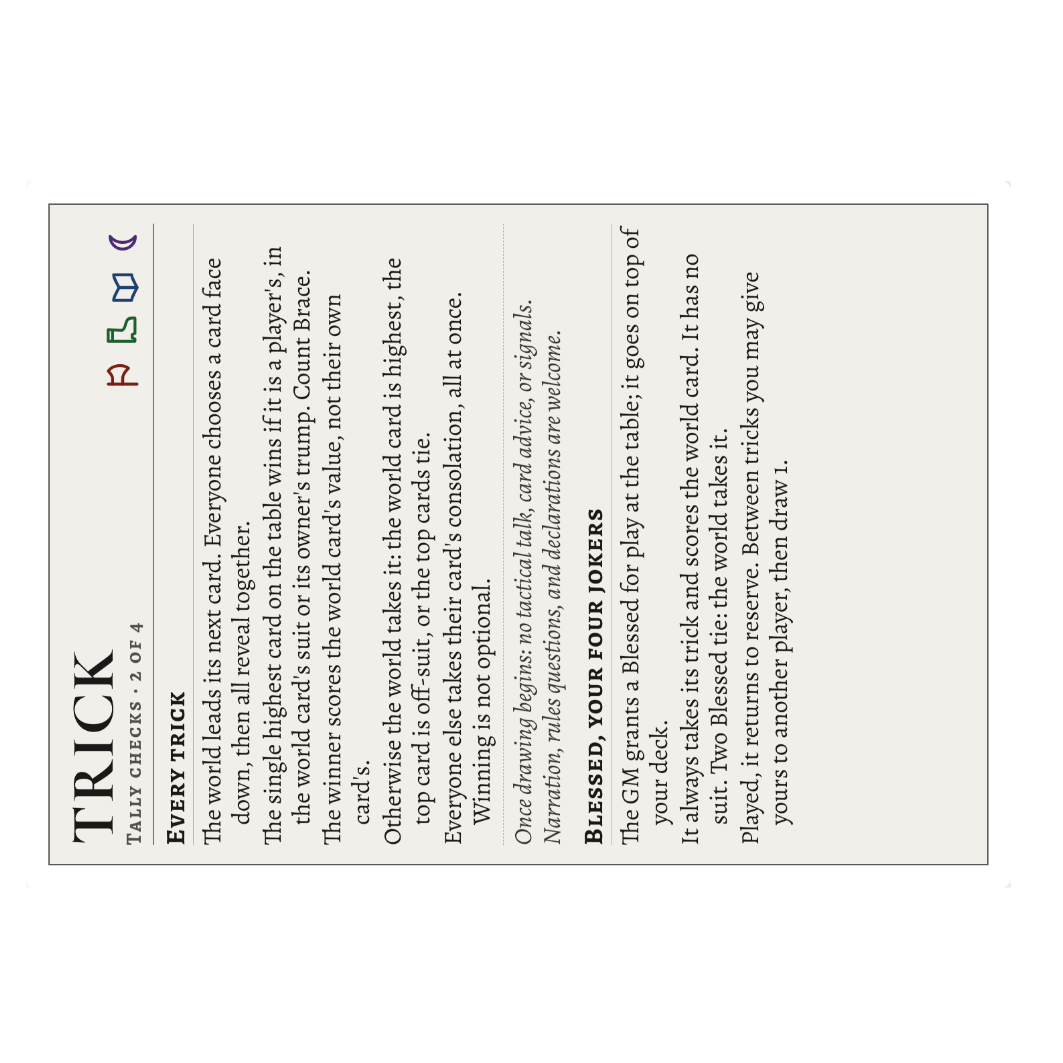 TRICK
TALLY CHECKS · 2 OF 4
EVERY TRICK
The world leads its next card. Everyone chooses a card face
down, then all reveal together.
The single highest card on the table wins if it is a player's, in
the world card's suit or its owner's trump. Count Brace.
The winner scores the world card's value, not their own
card's.
Otherwise the world takes it: the world card is highest, the
top card is off-suit, or the top cards tie.
Everyone else takes their card's consolation, all at once.
Winning is not optional.
Once drawing begins: no tactical talk, card advice, or signals.
Narration, rules questions, and declarations are welcome.
BLESSED, YOUR FOUR JOKERS
The GM grants a Blessed for play at the table; it goes on top of
your deck.
It always takes its trick and scores the world card. It has no
suit. Two Blessed tie: the world takes it.
Played, it returns to reserve. Between tricks you may give
yours to another player, then draw 1.